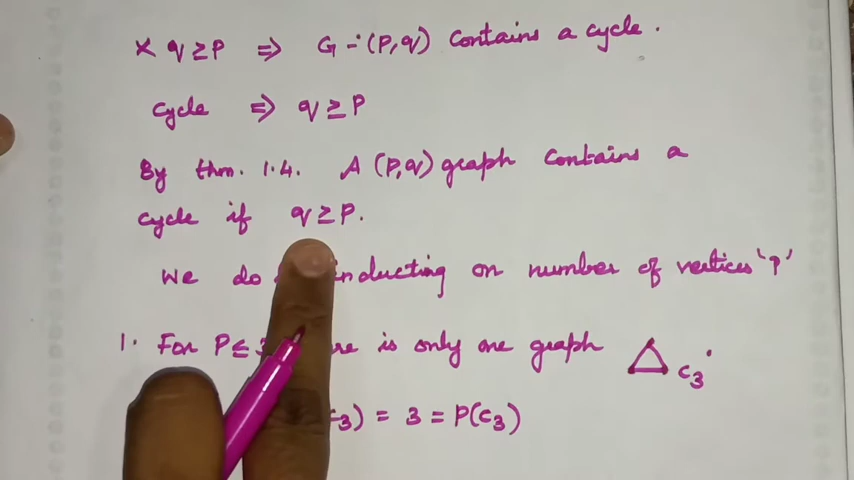 × q ≥ P ⇒ G = (P, q) contains a cycle.
cycle ⇒ q ≥ P
By thm. 1.4. A (P, q) graph contains a
cycle if q ≥ P.
We do inducting on number of vertices 'P'
1. For P ≤ 3 is only one graph C₃.
= 3 = P(C₃)